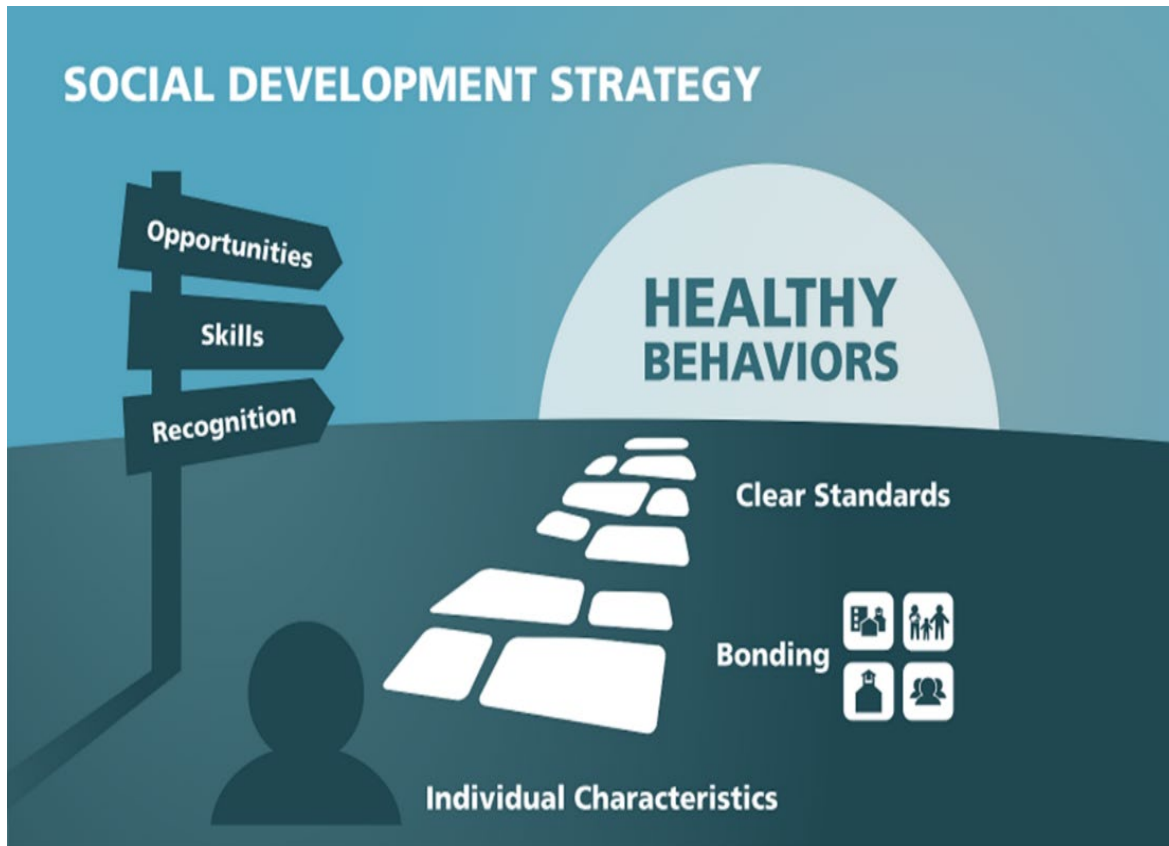 SOCIAL DEVELOPMENT STRATEGY
Opportunities
Skills
Recognition
HEALTHY
BEHAVIORS
Clear Standards
Bonding
Individual Characteristics